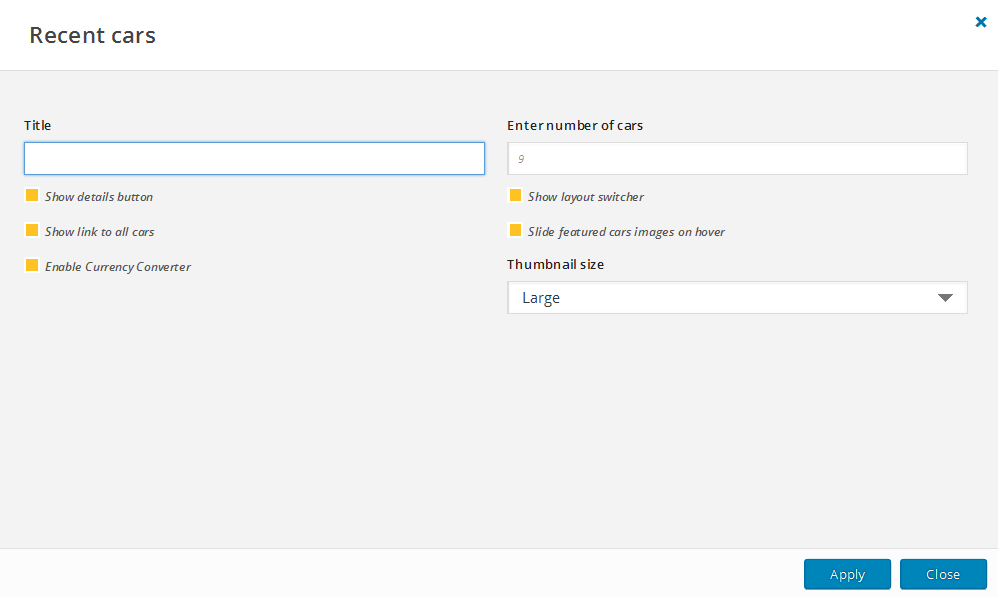 Recent cars
Title
Enter number of cars
9
Show details button
Show layout switcher
Show link to all cars
Slide featured cars images on hover
Enable Currency Converter
Thumbnail size
Large
Apply
Close